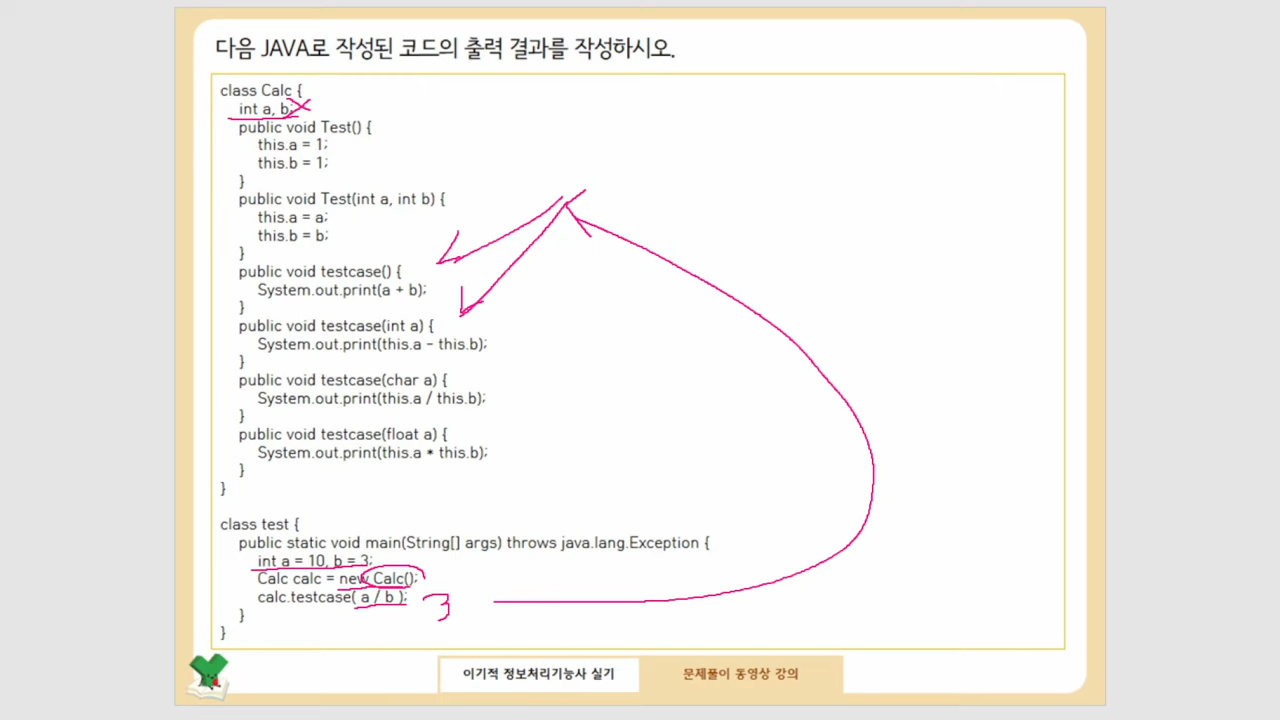 다음 JAVA로 작성된 코드의 출력 결과를 작성하시오.
class Calc {
int a, b;
public void Test() {
this.a = 1;
this.b = 1;
}
public void Test(int a, int b) {
this.a = a;
this.b = b;
}
public void testcase() {
System.out.print(a + b);
}
public void testcase(int a) {
System.out.print(this.a - this.b);
}
public void testcase(char a) {
System.out.print(this.a / this.b);
}
public void testcase(float a) {
System.out.print(this.a * this.b);
}
}
class test {
public static void main(String[] args) throws java.lang.Exception {
int a = 10, b = 3;
Calc calc = new Calc();
calc.testcase( a / b ); 3
}
}
이기적 정보처리기능사 실기
문제풀이 동영상 강의